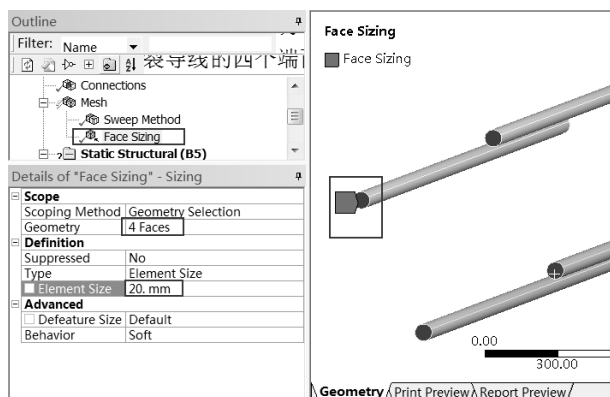 Outline
Filter: Name
裂导线的四个端面
Connections
Mesh
Sweep Method
Face Sizing
Static Structural (B5)
Details of "Face Sizing" - Sizing
Scope
Scoping Method Geometry Selection
Geometry 4 Faces
Definition
Suppressed No
Type Element Size
Element Size 20. mm
Advanced
Defeature Size Default
Behavior Soft
Face Sizing
Face Sizing
0.00
300.00
Geometry Print Preview Report Preview